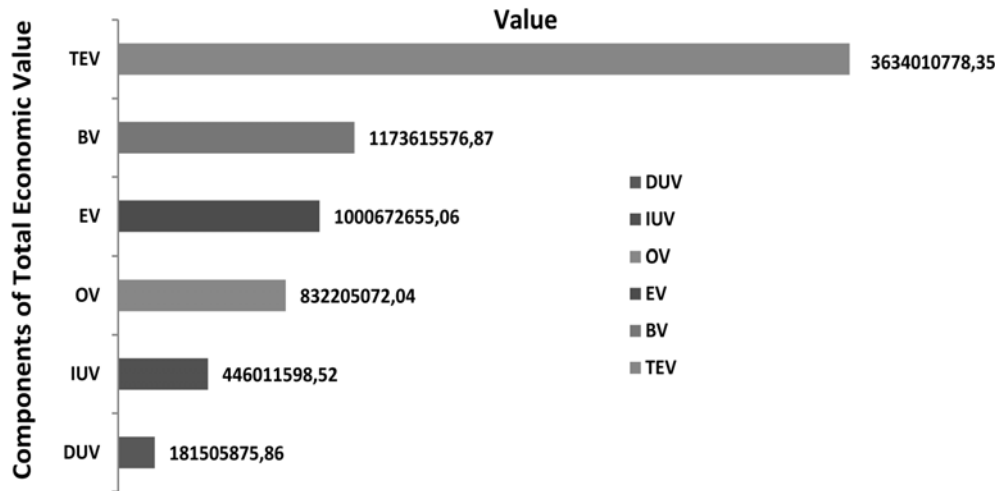 Value
Components of Total Economic Value
TEV
3634010778,35
BV
1173615576,87
EV
1000672655,06
OV
832205072,04
IUV
446011598,52
DUV
181505875,86
DUV
IUV
OV
EV
BV
TEV